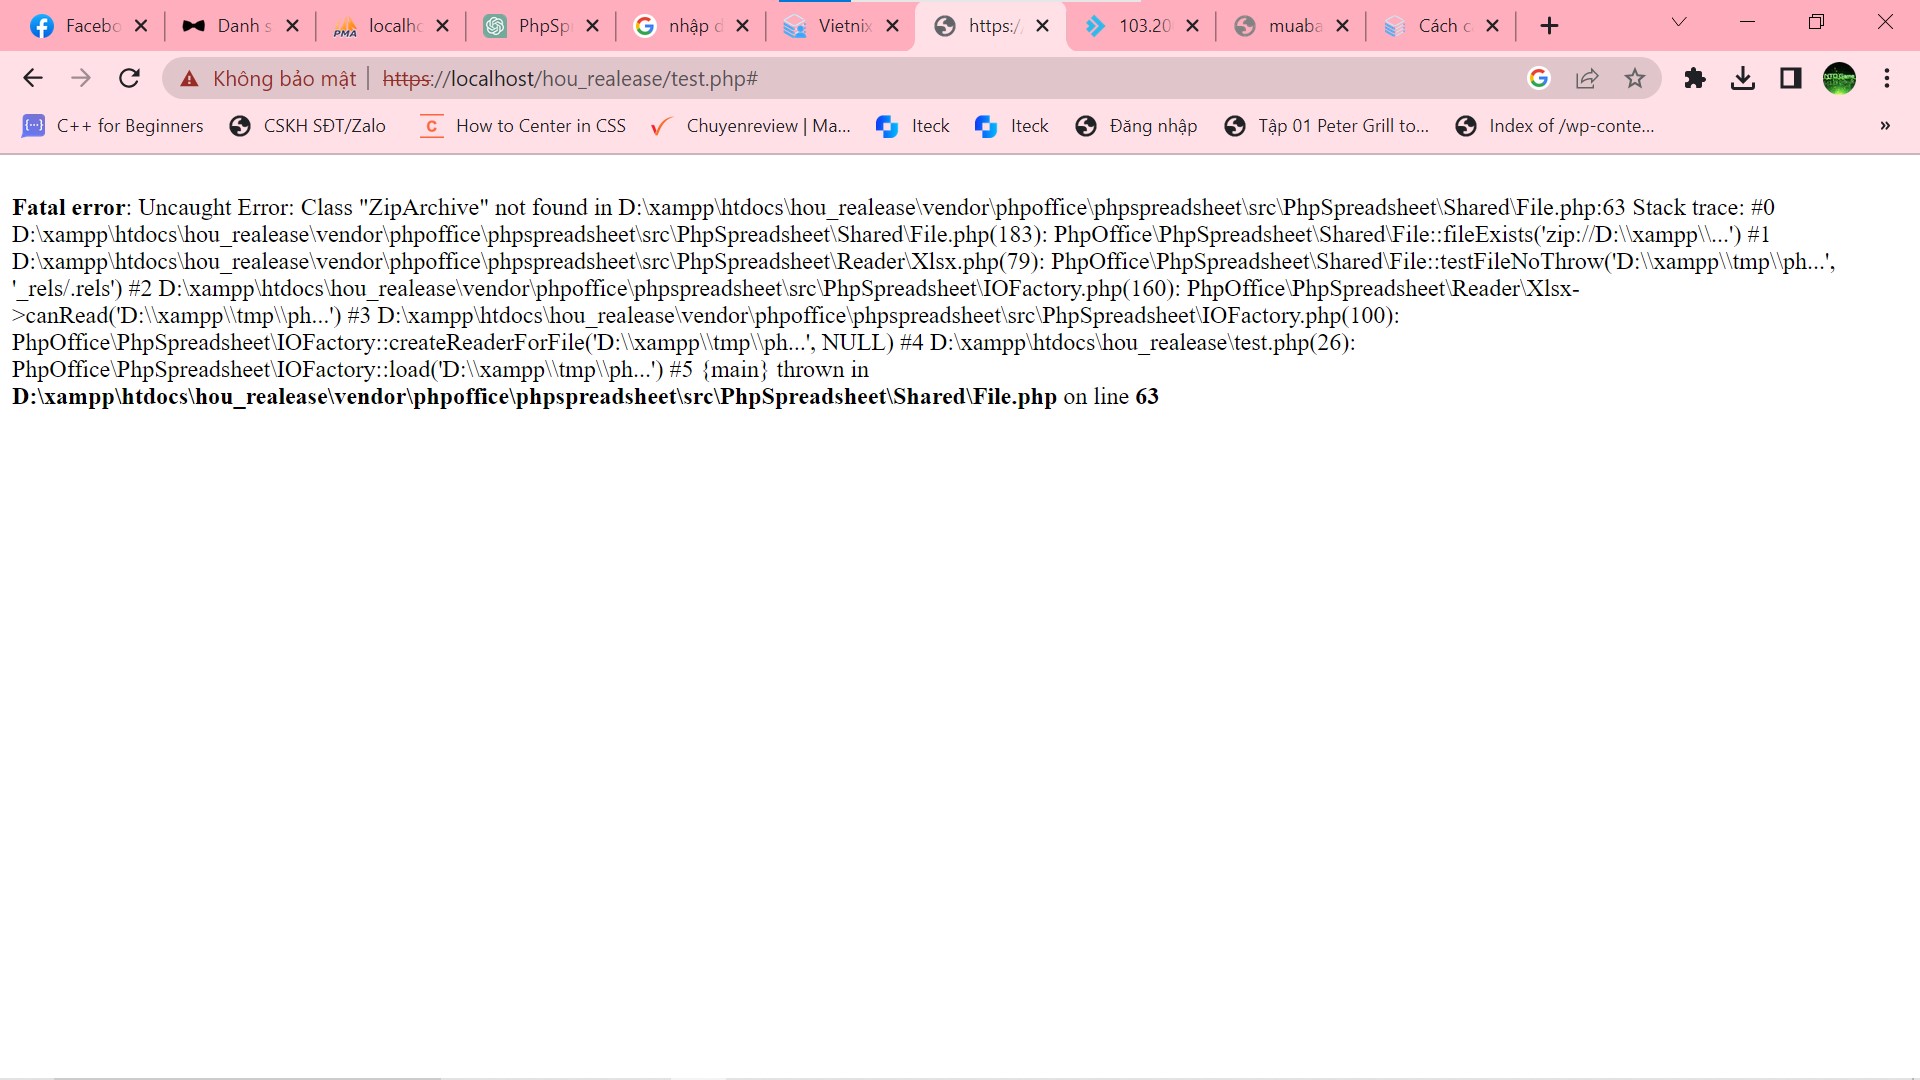 Facebo Danh s localho PhpSpr nhập d Vietnix https:/ 103.20 muaba Cách c
Không bảo mật https://localhost/hou_realease/test.php#
C++ for Beginners CSKH SĐT/Zalo How to Center in CSS Chuyenreview | Ma... Iteck Iteck Đăng nhập Tập 01 Peter Grill to... Index of /wp-conte... »
Fatal error: Uncaught Error: Class "ZipArchive" not found in D:\xampp\htdocs\hou_realease\vendor\phpoffice\phpspreadsheet\src\PhpSpreadsheet\Shared\File.php:63 Stack trace: #0
D:\xampp\htdocs\hou_realease\vendor\phpoffice\phpspreadsheet\src\PhpSpreadsheet\Shared\File.php(183): PhpOffice\PhpSpreadsheet\Shared\File::fileExists('zip://D:\\xampp\\...') #1
D:\xampp\htdocs\hou_realease\vendor\phpoffice\phpspreadsheet\src\PhpSpreadsheet\Reader\Xlsx.php(79): PhpOffice\PhpSpreadsheet\Shared\File::testFileNoThrow('D:\\xampp\\tmp\\ph...',
'_rels/.rels') #2 D:\xampp\htdocs\hou_realease\vendor\phpoffice\phpspreadsheet\src\PhpSpreadsheet\IOFactory.php(160): PhpOffice\PhpSpreadsheet\Reader\Xlsx-
>canRead('D:\\xampp\\tmp\\ph...') #3 D:\xampp\htdocs\hou_realease\vendor\phpoffice\phpspreadsheet\src\PhpSpreadsheet\IOFactory.php(100):
PhpOffice\PhpSpreadsheet\IOFactory::createReaderForFile('D:\\xampp\\tmp\\ph...', NULL) #4 D:\xampp\htdocs\hou_realease\test.php(26):
PhpOffice\PhpSpreadsheet\IOFactory::load('D:\\xampp\\tmp\\ph...') #5 {main} thrown in
D:\xampp\htdocs\hou_realease\vendor\phpoffice\phpspreadsheet\src\PhpSpreadsheet\Shared\File.php on line 63